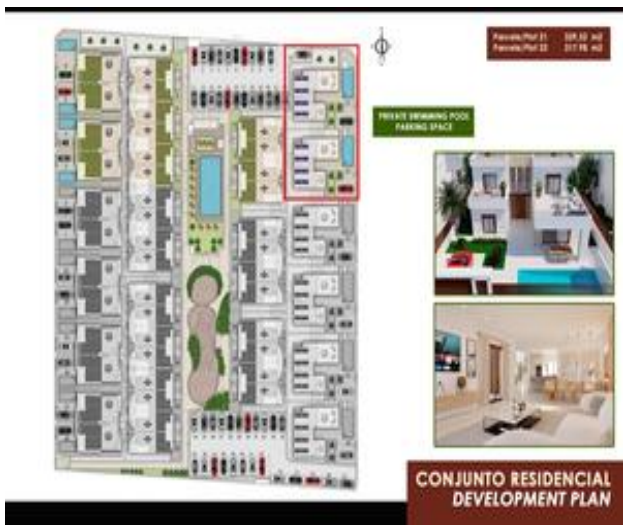 Parcela/Plot 21
Parcela/Plot 22
PRIVATE SWIMMING POOL
PARKING SPACE
CONJUNTO RESIDENCIAL
DEVELOPMENT PLAN